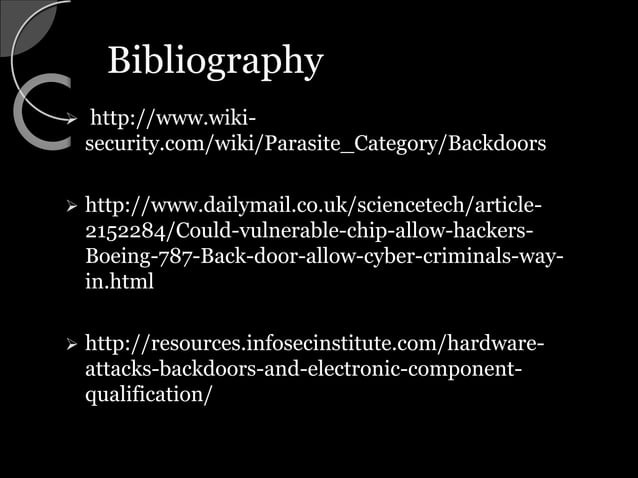 Bibliography
➢ http://www.wiki-
security.com/wiki/Parasite_Category/Backdoors
➢ http://www.dailymail.co.uk/sciencetech/article-
2152284/Could-vulnerable-chip-allow-hackers-
Boeing-787-Back-door-allow-cyber-criminals-way-
in.html
➢ http://resources.infosecinstitute.com/hardware-
attacks-backdoors-and-electronic-component-
qualification/